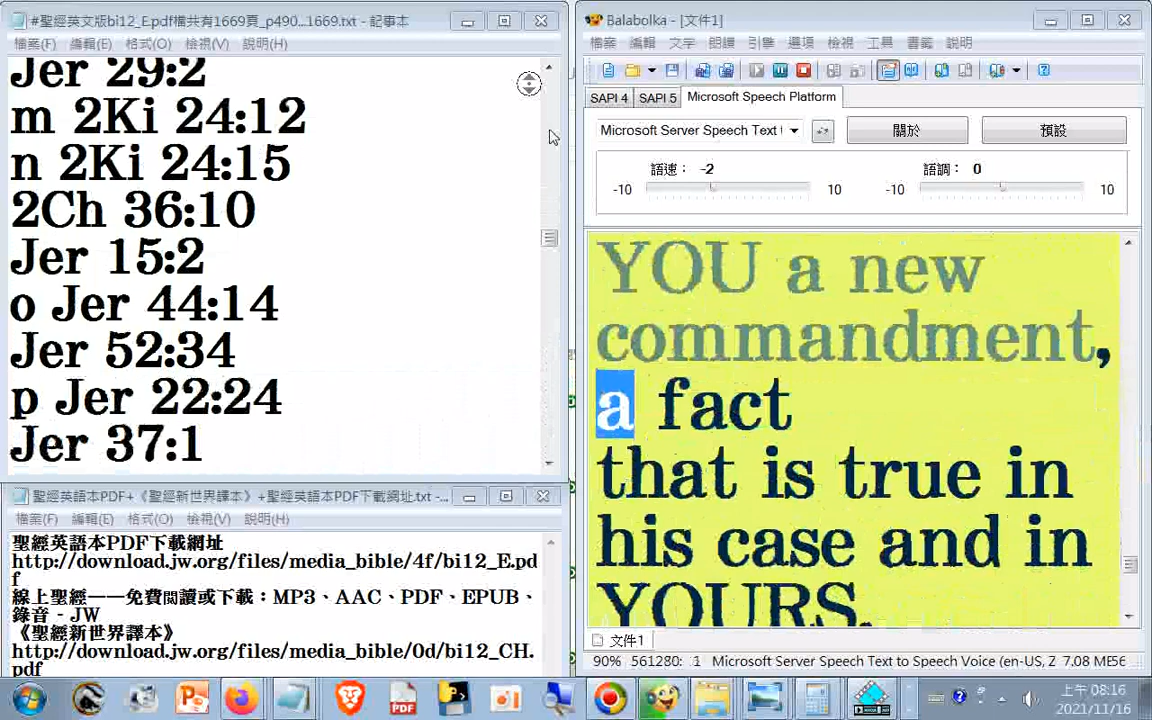 #聖經英文版bi12_Epdf檔共有1669頁_p490...1669.txt - 記事本
檔案(F) 編輯(E) 格式(O) 檢視(V) 說明(H)
Jer 29:2
m 2Ki 24:12
n 2Ki 24:15
2Ch 36:10
Jer 15:2
o Jer 44:14
Jer 52:34
p Jer 22:24
Jer 37:1
聖經英語本PDF+《聖經新世界譯本》+聖經英語本PDF下載網址.txt -...
檔案(F) 編輯(E) 格式(O) 檢視(V) 說明(H)
聖經英語本PDF下載網址
http://download.jw.org/files/media_bible/4f/bi12_E.pd
f
線上聖經——免費閱讀或下載：MP3、AAC、PDF、EPUB、
錄音 - JW
《聖經新世界譯本》
http://download.jw.org/files/media_bible/0d/bi12_CH.
pdf
Balabolka - [文件1]
檔案 編輯 文字 朗讀 引擎 選項 檢視 工具 書籤 說明
SAPI 4 SAPI 5 Microsoft Speech Platform
Microsoft Server Speech Text 關於 預設
語速： -2 語調： 0
-10 10 -10 10
YOU a new
commandment,
a fact
that is true in
his case and in
YOURS.
文件1
90% 561280: 1 Microsoft Server Speech Text to Speech Voice (en-US, Z 7.08 ME56
PDF
上午 08:16
2021/11/16